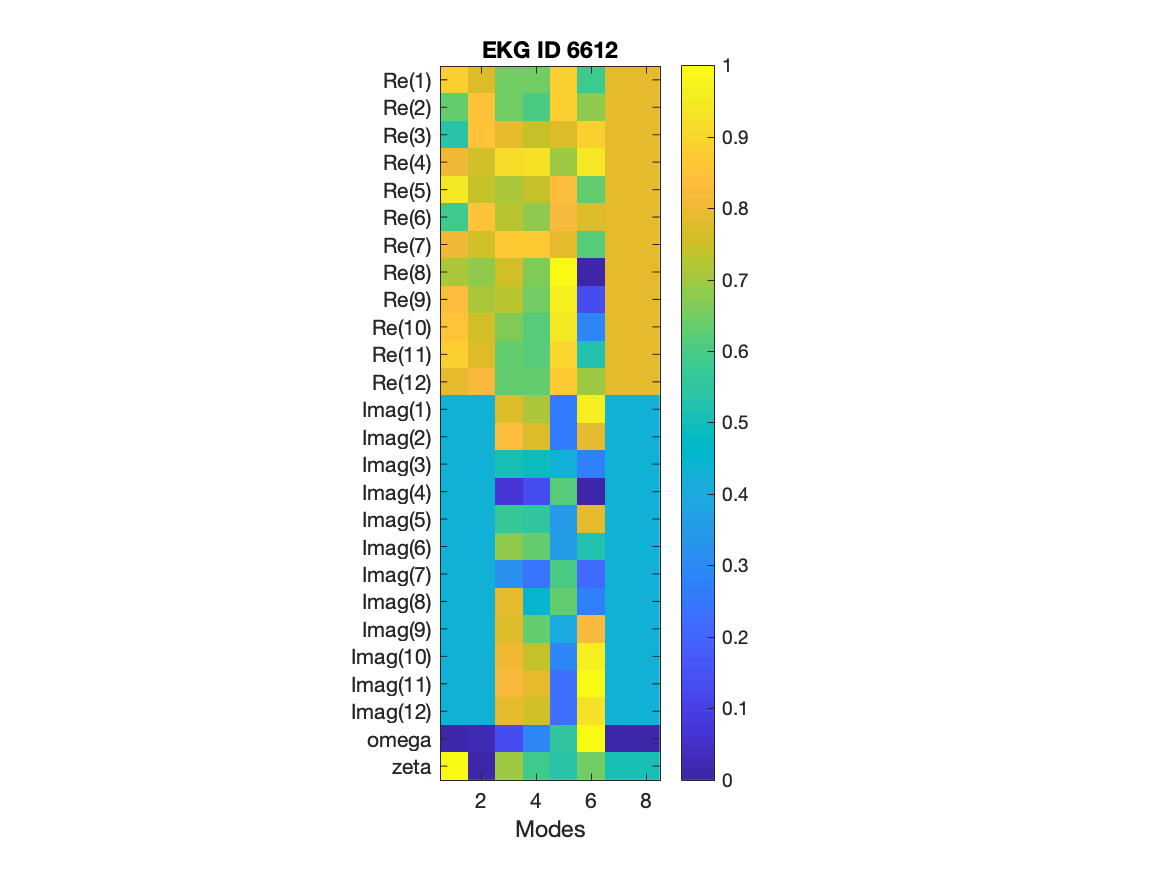 EKG ID 6612
Re(1)
Re(2)
Re(3)
Re(4)
Re(5)
Re(6)
Re(7)
Re(8)
Re(9)
Re(10)
Re(11)
Re(12)
Imag(1)
Imag(2)
Imag(3)
Imag(4)
Imag(5)
Imag(6)
Imag(7)
Imag(8)
Imag(9)
Imag(10)
Imag(11)
Imag(12)
omega
zeta
2 4 6 8
Modes
1
0.9
0.8
0.7
0.6
0.5
0.4
0.3
0.2
0.1
0